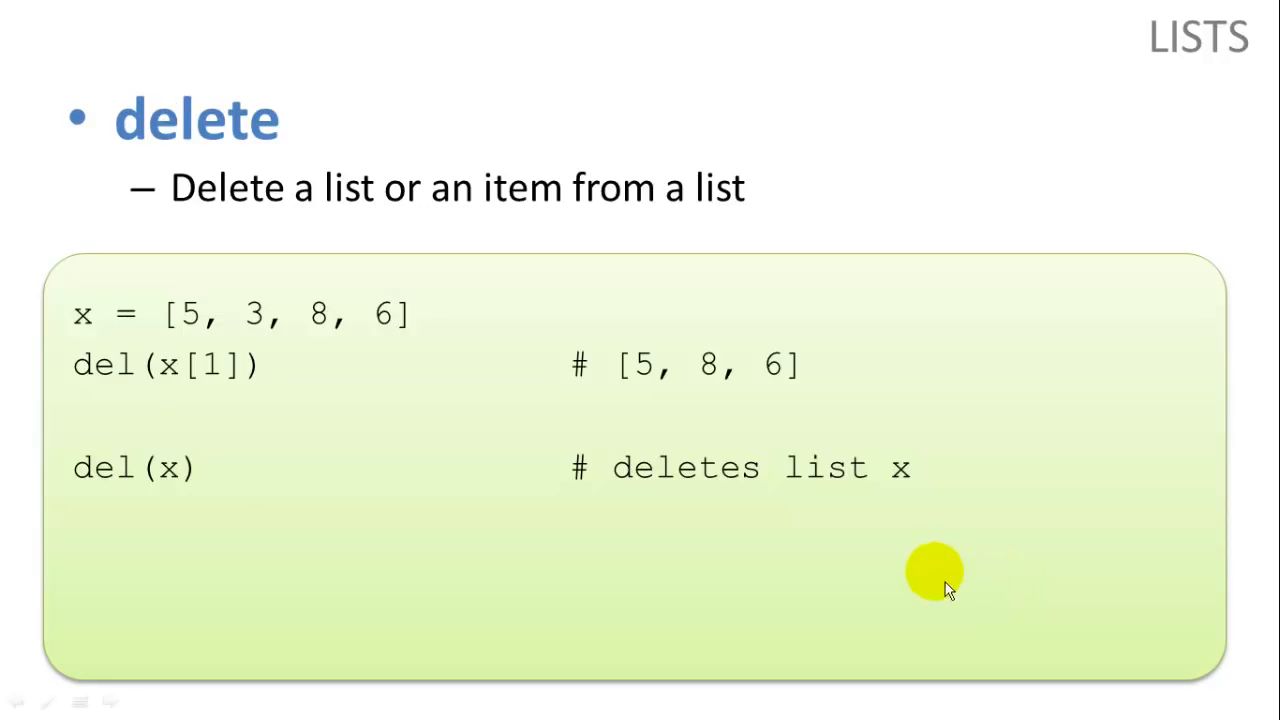 LISTS
• delete
– Delete a list or an item from a list
x = [5, 3, 8, 6]
del(x[1]) # [5, 8, 6]
del(x) # deletes list x